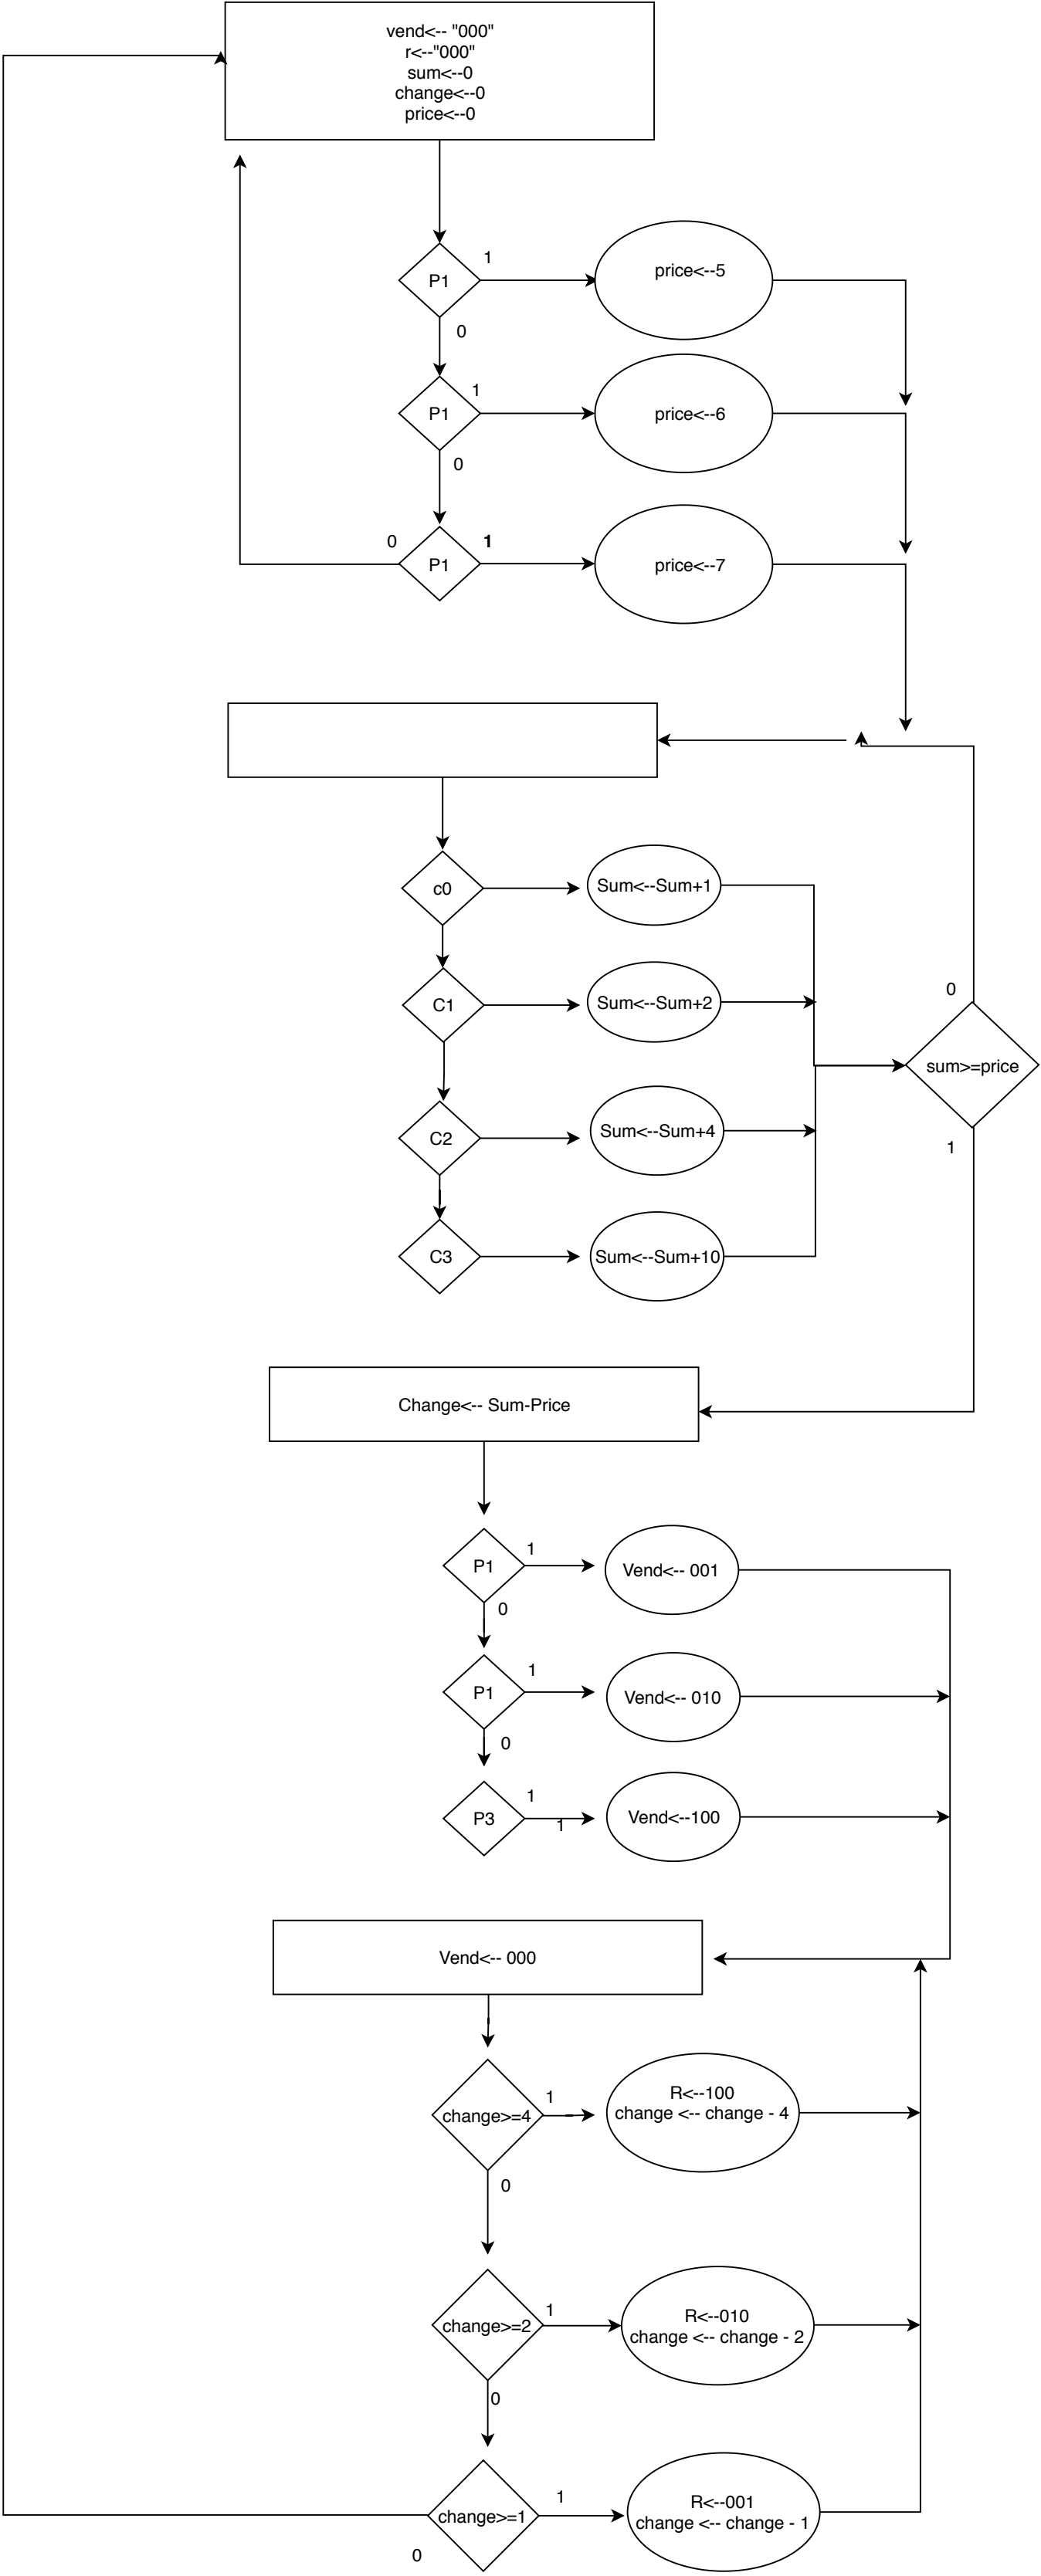 vend<-- "000"
r<--"000"
sum<--0
change<--0
price<--0
1
P1
price<--5
0
1
P1
price<--6
0
0
1
P1
price<--7
c0
Sum<--Sum+1
0
C1
Sum<--Sum+2
sum>=price
C2
Sum<--Sum+4
1
C3
Sum<--Sum+10
Change<-- Sum-Price
1
P1
Vend<-- 001
0
1
P1
Vend<-- 010
0
1
P3
Vend<--100
1
Vend<-- 000
1
change>=4
R<--100
change <-- change - 4
0
1
change>=2
R<--010
change <-- change - 2
0
1
change>=1
R<--001
change <-- change - 1
0